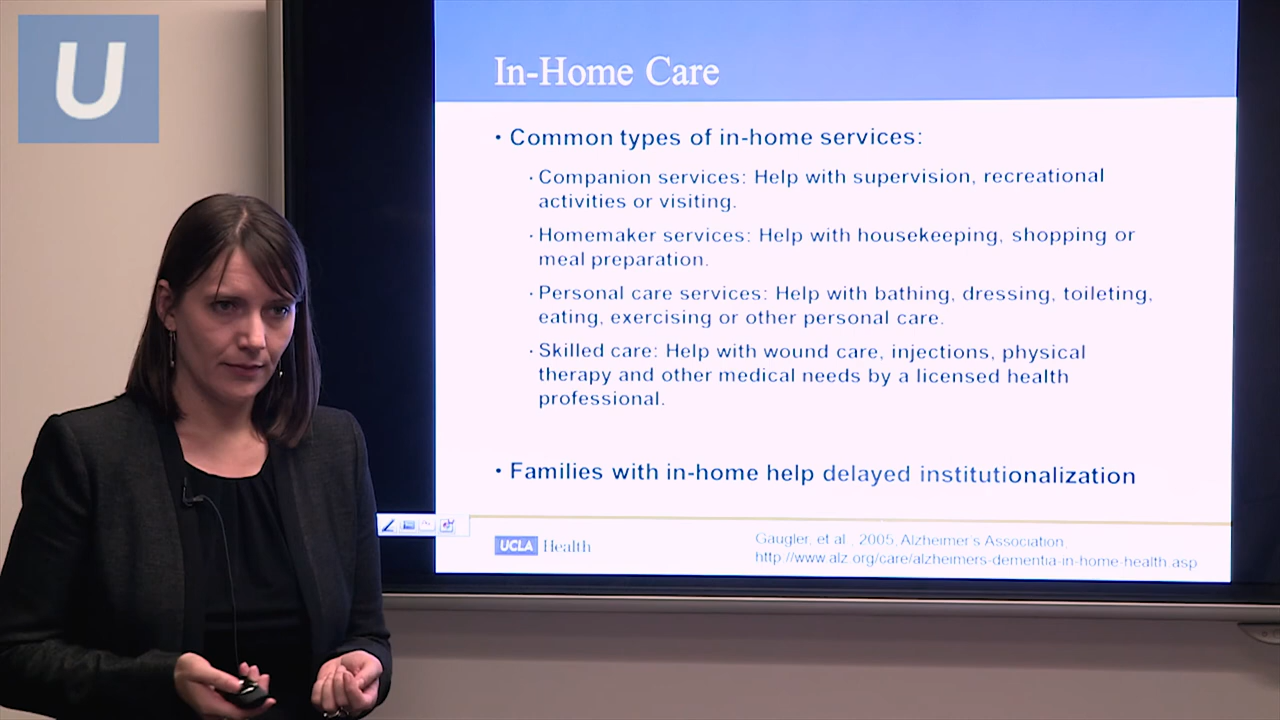 U
In-Home Care
• Common types of in-home services:
· Companion services: Help with supervision, recreational
activities or visiting.
· Homemaker services: Help with housekeeping, shopping or
meal preparation.
· Personal care services: Help with bathing, dressing, toileting,
eating, exercising or other personal care.
· Skilled care: Help with wound care, injections, physical
therapy and other medical needs by a licensed health
professional.
• Families with in-home help delayed institutionalization
UCLA Health
Gaugler, et al., 2005, Alzheimer's Association,
http://www.alz.org/care/alzheimers-dementia-in-home-health.asp